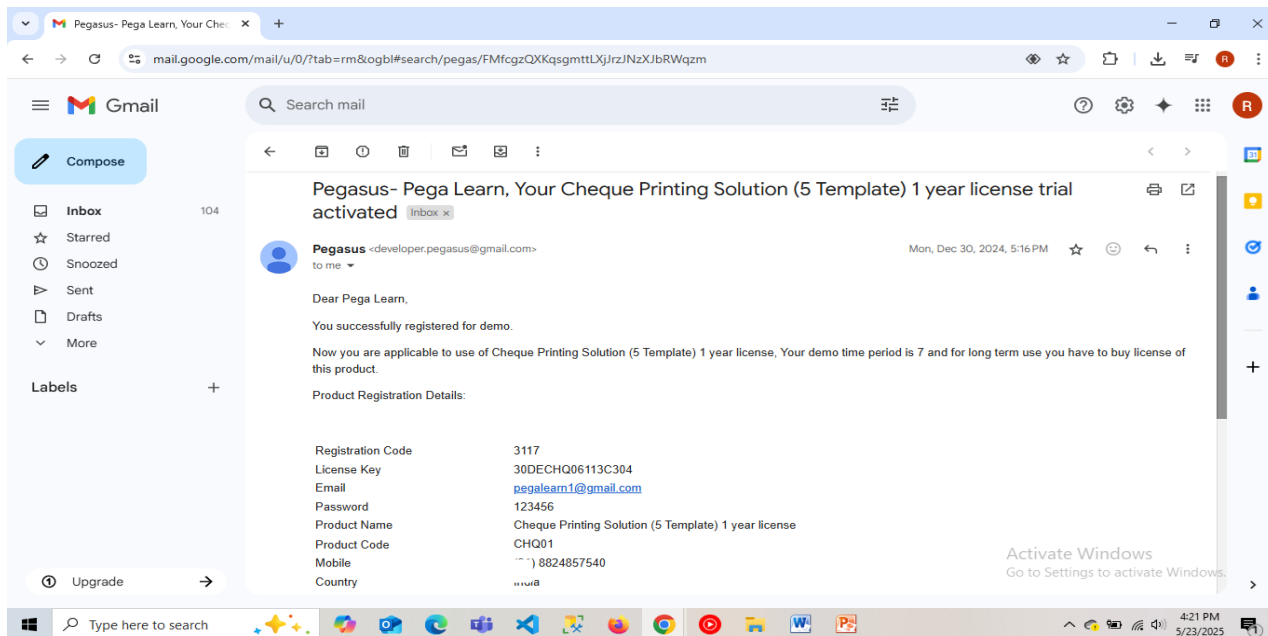 Pegasus- Pega Learn, Your Chec
mail.google.com/mail/u/0/?tab=rm&ogbl#search/pegas/FMfcgzQXKqsgmttLXjJrzJNzXJbRWqzm
R
Gmail
Search mail
R
Compose
31
Pegasus- Pega Learn, Your Cheque Printing Solution (5 Template) 1 year license trial
activated Inbox ×
Inbox 104
Starred
Snoozed
Sent
Drafts
More
Labels
Pegasus <developer.pegasus@gmail.com> Mon, Dec 30, 2024, 5:16 PM
to me
Dear Pega Learn,
You successfully registered for demo.
Now you are applicable to use of Cheque Printing Solution (5 Template) 1 year license, Your demo time period is 7 and for long term use you have to buy license of
this product.
Product Registration Details:
Registration Code 3117
License Key 30DECHQ06113C304
Email pegalearn1@gmail.com
Password 123456
Product Name Cheque Printing Solution (5 Template) 1 year license
Product Code CHQ01
Mobile ) 8824857540
Country India
Activate Windows
Go to Settings to activate Windows.
Upgrade
Type here to search
4:21 PM
5/23/2025